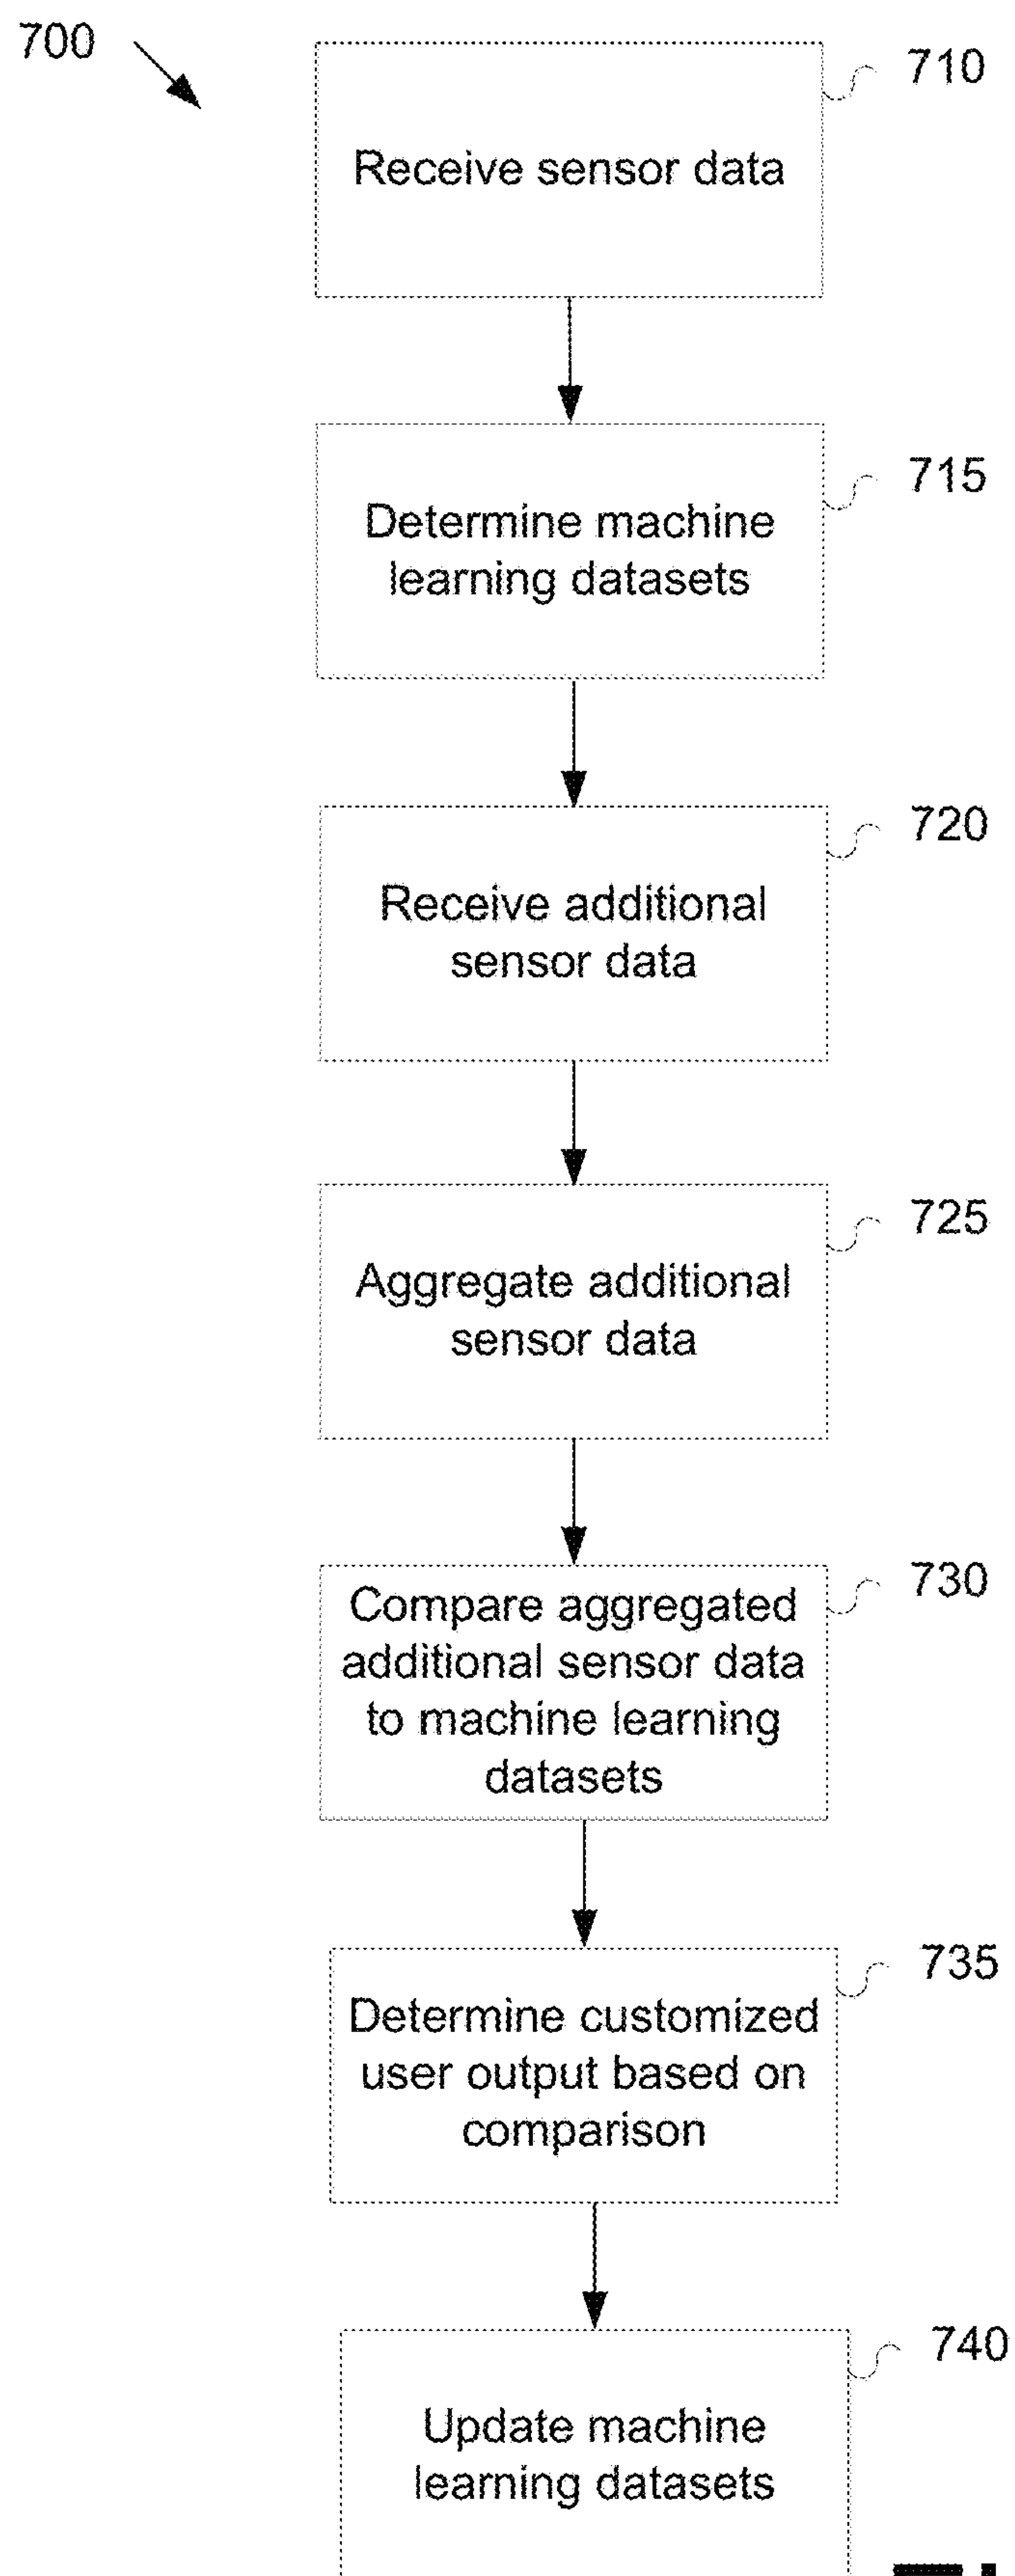 700
710
Receive sensor data
715
Determine machine
learning datasets
720
Receive additional
sensor data
725
Aggregate additional
sensor data
730
Compare aggregated
additional sensor data
to machine learning
datasets
735
Determine customized
user output based on
comparison
740
Update machine
learning datasets